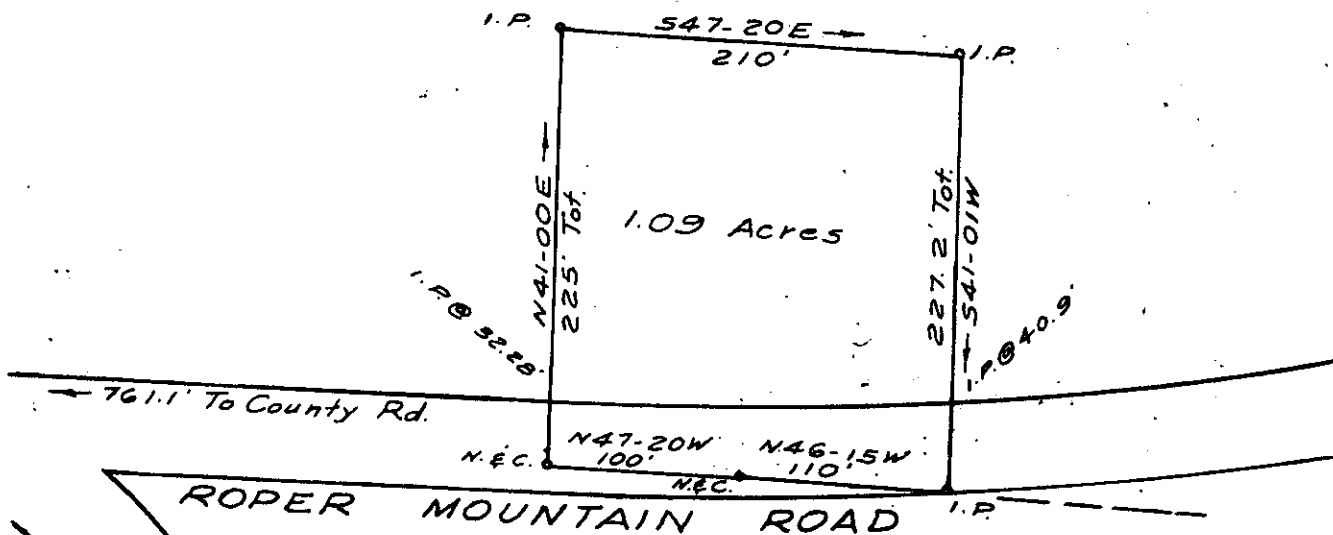 I.P.
S47-20E →
210'
I.P.
N41-00E →
225' Tot.
1.09 Acres
227.2' Tot.
← S41-01W
I.P. @ 32.28'
I.P. @ 40.9'
← 761.1' To County Rd.
N.&C.
N47-20W
100'
N.&C.
N46-15W
110'
I.P.
ROPER MOUNTAIN ROAD